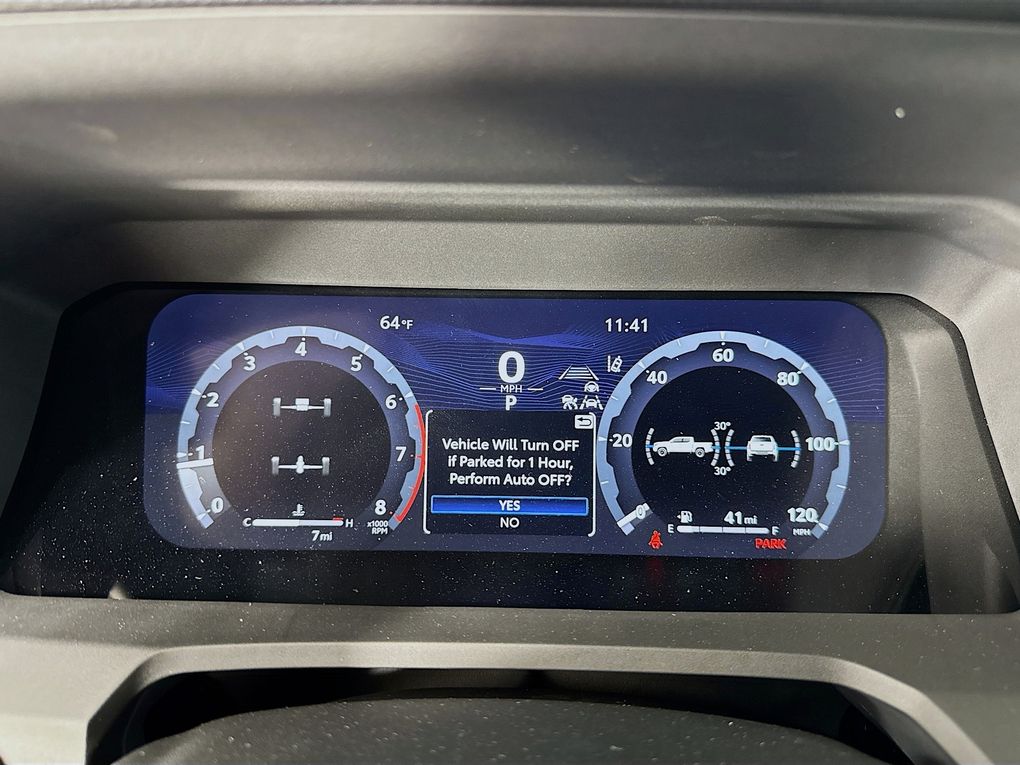 64°F
11:41
0
MPH
P
4
3
5
2
6
1
7
0
8
x1000
RPM
C
H
7mi
Vehicle Will Turn OFF
if Parked for 1 Hour,
Perform Auto OFF?
YES
NO
60
40
80
20
100
0
120
MPH
30°
30°
E
41mi
F
PARK